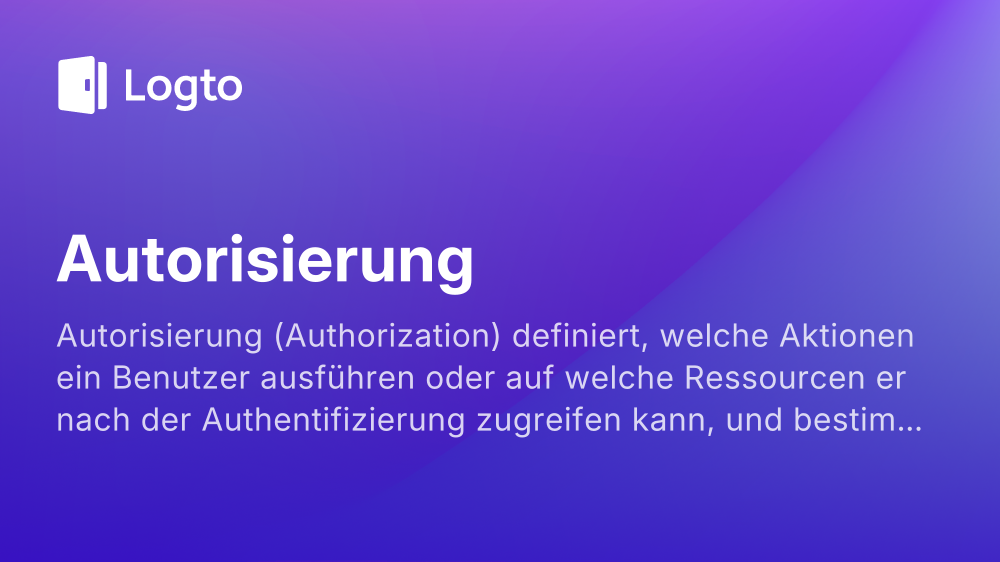 Logto
Autorisierung
Autorisierung (Authorization) definiert, welche Aktionen
ein Benutzer ausführen oder auf welche Ressourcen er
nach der Authentifizierung zugreifen kann, und bestim...